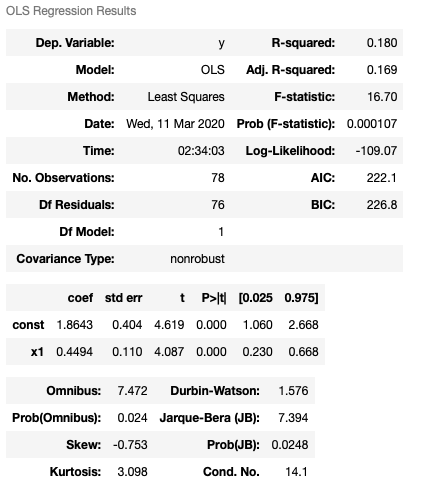 OLS Regression Results
Dep. Variable: y R-squared: 0.180
Model: OLS Adj. R-squared: 0.169
Method: Least Squares F-statistic: 16.70
Date: Wed, 11 Mar 2020 Prob (F-statistic): 0.000107
Time: 02:34:03 Log-Likelihood: -109.07
No. Observations: 78 AIC: 222.1
Df Residuals: 76 BIC: 226.8
Df Model: 1
Covariance Type: nonrobust
coef std err t P>|t| [0.025 0.975]
const 1.8643 0.404 4.619 0.000 1.060 2.668
x1 0.4494 0.110 4.087 0.000 0.230 0.668
Omnibus: 7.472 Durbin-Watson: 1.576
Prob(Omnibus): 0.024 Jarque-Bera (JB): 7.394
Skew: -0.753 Prob(JB): 0.0248
Kurtosis: 3.098 Cond. No. 14.1